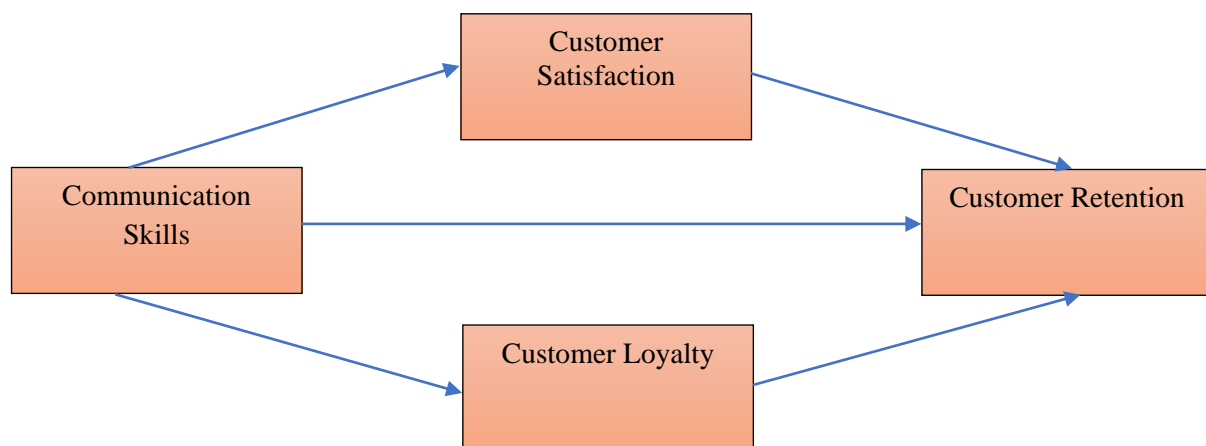 Customer
Satisfaction
Communication
Skills
Customer Retention
Customer Loyalty